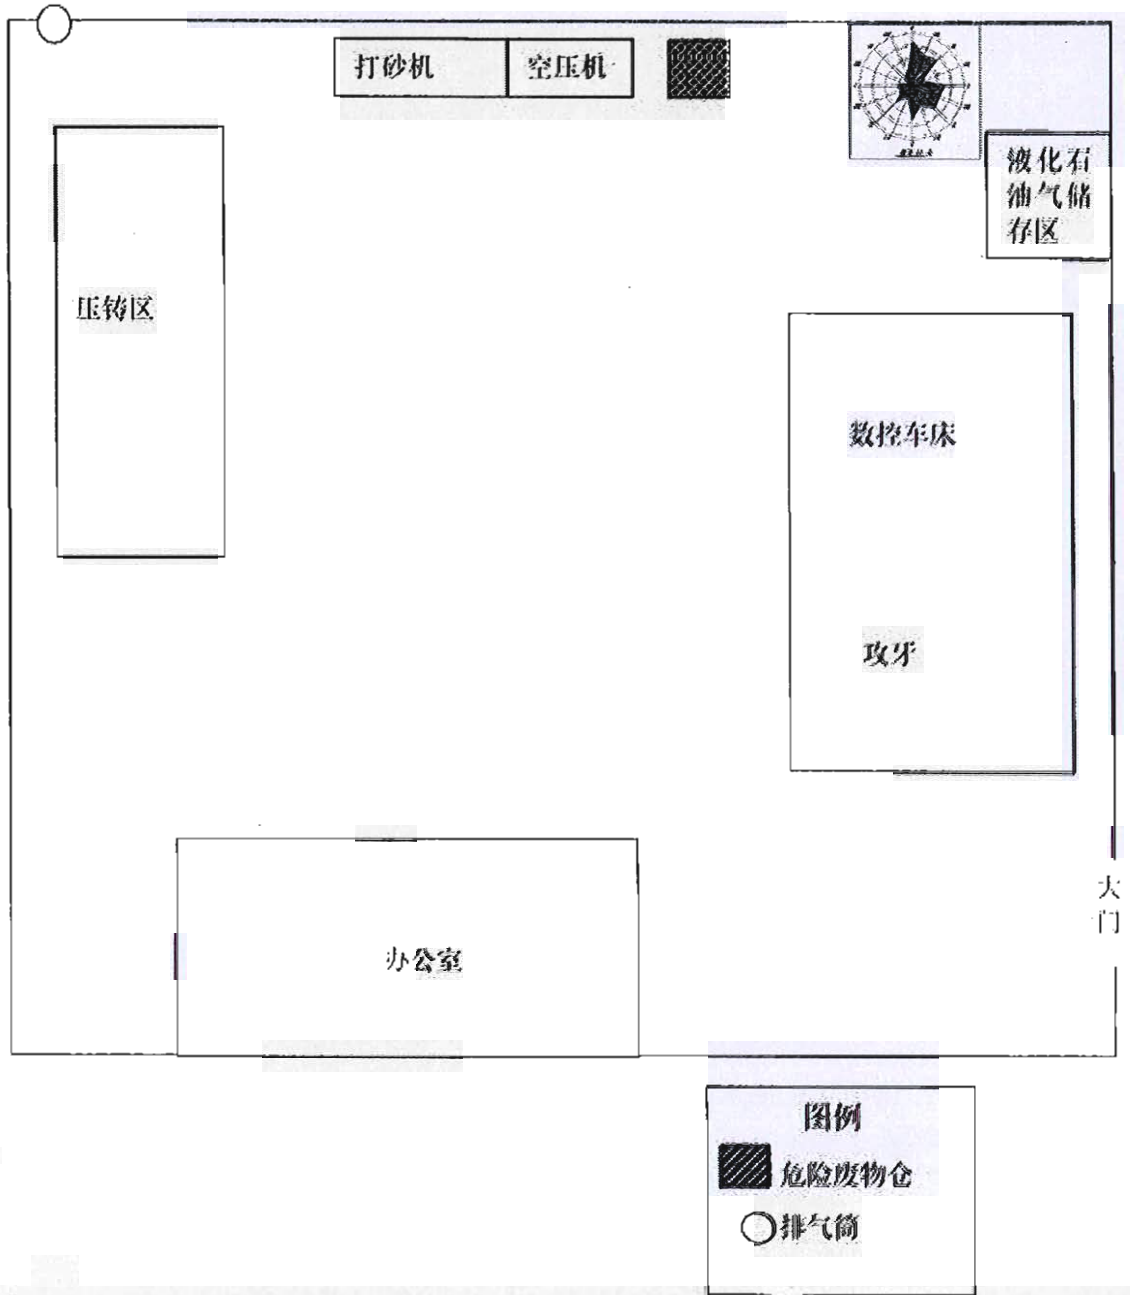 打砂机
空压机
液化石
油气储
存区
压铸区
数控车床
攻牙
大
门
办公室
图例
危险废物仓
排气筒